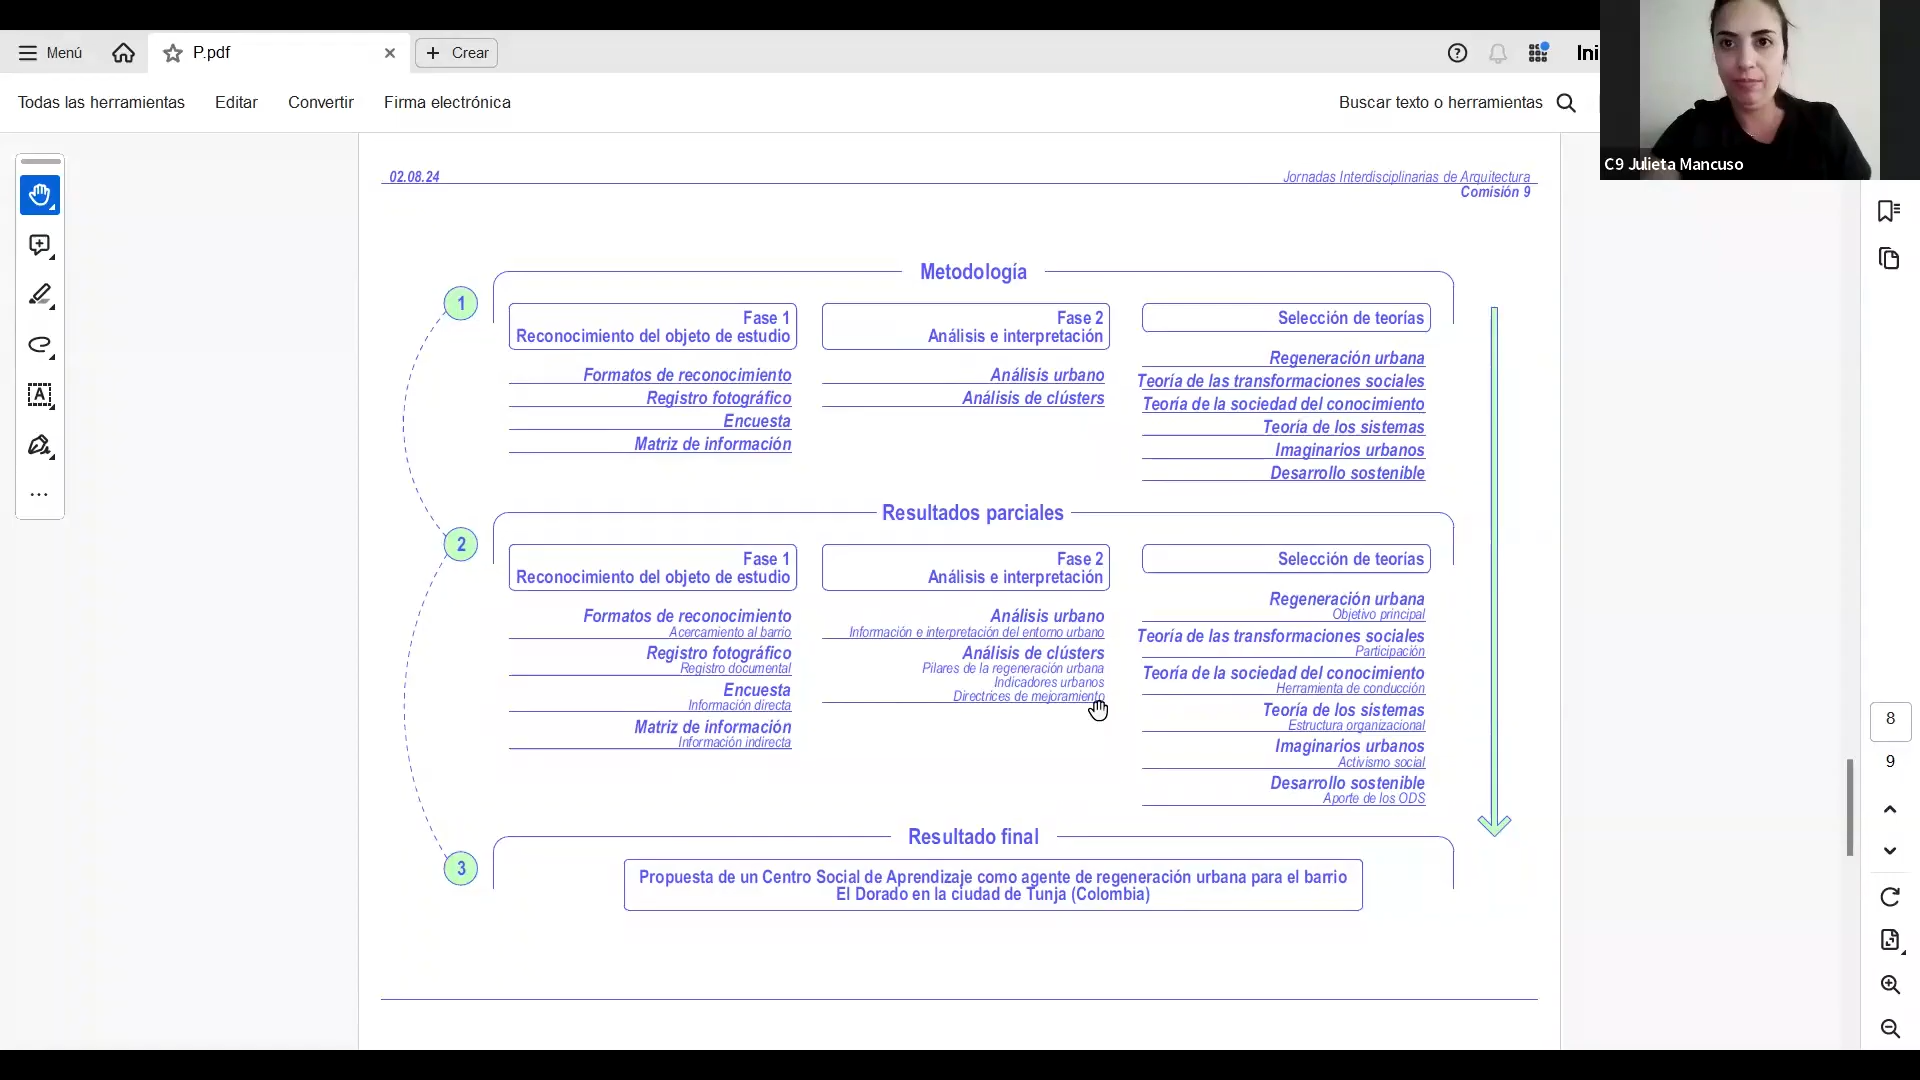 Menú
P.pdf
Crear
Ini
Todas las herramientas
Editar
Convertir
Firma electrónica
Buscar texto o herramientas
C9 Julieta Mancuso
02.08.24
Jornadas Interdisciplinarias de Arquitectura
Comisión 9
Metodología
1
Fase 1
Reconocimiento del objeto de estudio
Formatos de reconocimiento
Registro fotográfico
Encuesta
Matriz de información
Fase 2
Análisis e interpretación
Análisis urbano
Análisis de clústers
Selección de teorías
Regeneración urbana
Teoría de las transformaciones sociales
Teoría de la sociedad del conocimiento
Teoría de los sistemas
Imaginarios urbanos
Desarrollo sostenible
Resultados parciales
2
Fase 1
Reconocimiento del objeto de estudio
Formatos de reconocimiento
Acercamiento al barrio
Registro fotográfico
Registro documental
Encuesta
Información directa
Matriz de información
Información indirecta
Fase 2
Análisis e interpretación
Análisis urbano
Información e interpretación del entorno urbano
Análisis de clústers
Pilares de la regeneración urbana
Indicadores urbanos
Directrices de mejoramiento
Selección de teorías
Regeneración urbana
Objetivo principal
Teoría de las transformaciones sociales
Participación
Teoría de la sociedad del conocimiento
Herramienta de conducción
Teoría de los sistemas
Estructura organizacional
Imaginarios urbanos
Activismo social
Desarrollo sostenible
Aporte de los ODS
Resultado final
3
Propuesta de un Centro Social de Aprendizaje como agente de regeneración urbana para el barrio
El Dorado en la ciudad de Tunja (Colombia)
8
9